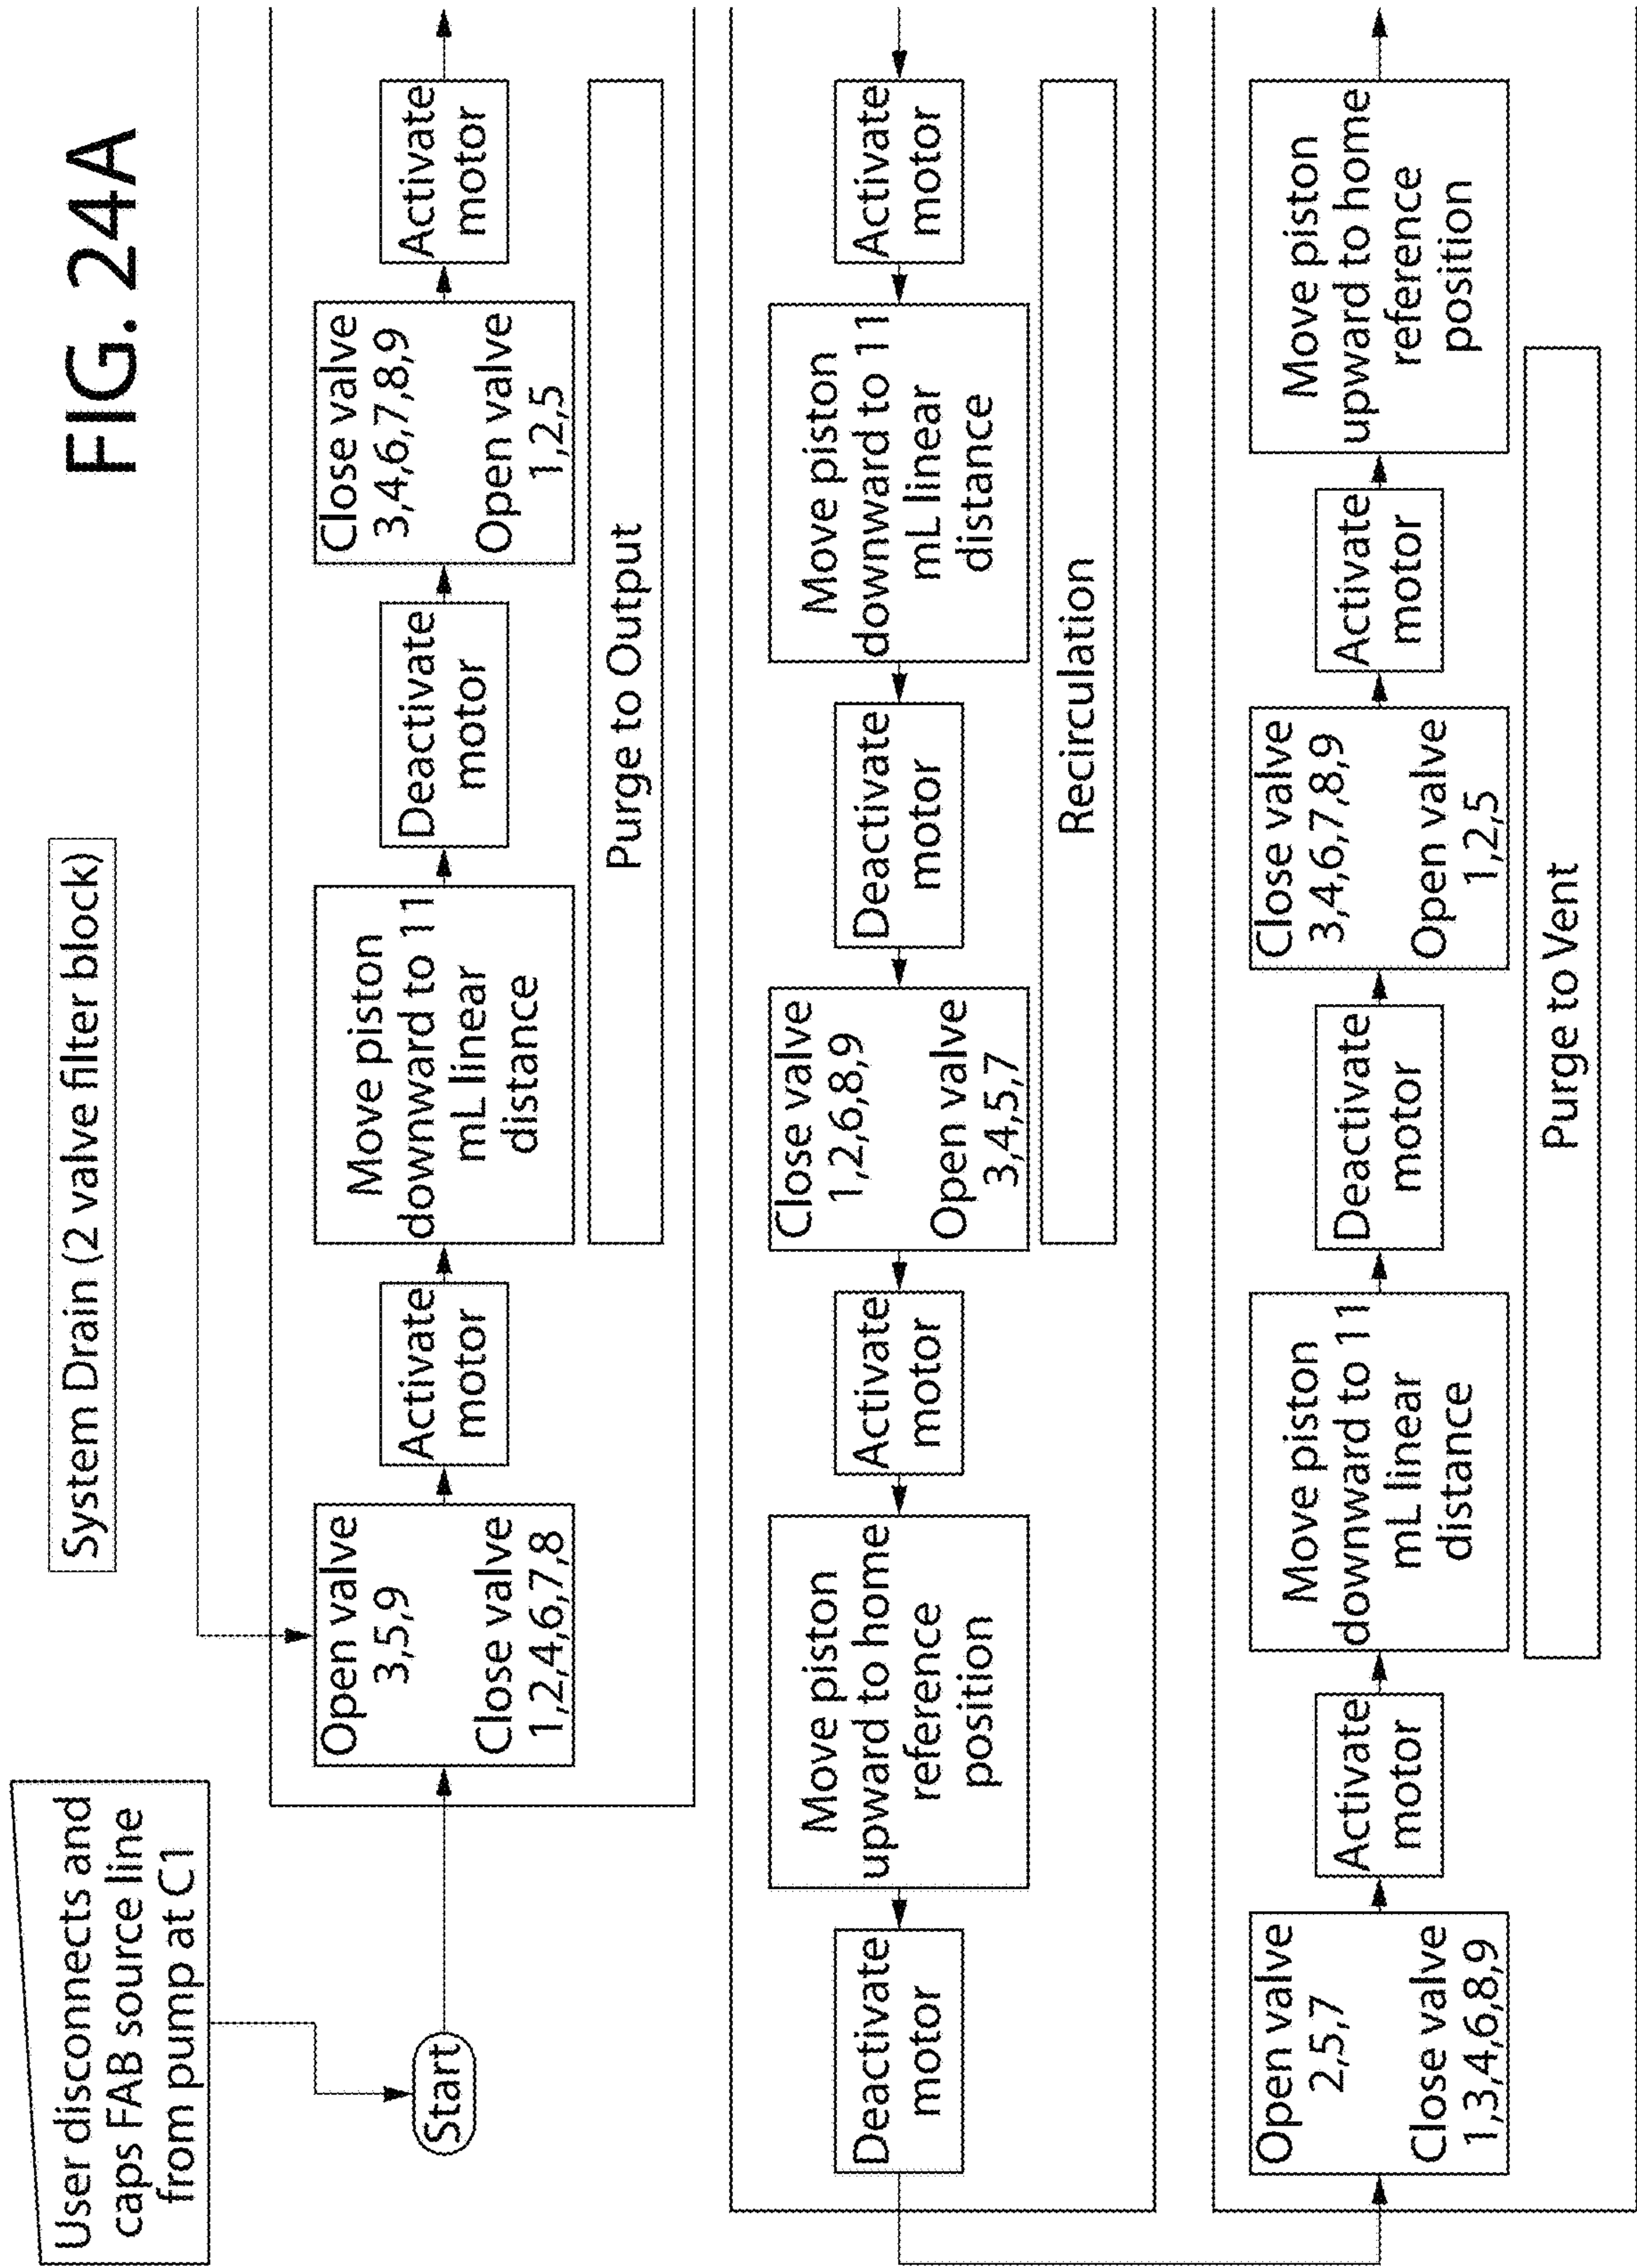 FIG. 24A
System Drain (2 valve filter block)
User disconnects and
caps FAB source line
from pump at C1
Start
Open valve
3,5,9
Close valve
1,2,4,6,7,8
Activate
motor
Move piston
downward to 11
mL linear
distance
Deactivate
motor
Close valve
3,4,6,7,8,9
Open valve
1,2,5
Activate
motor
Purge to Output
Activate
motor
Move piston
downward to 11
mL linear
distance
Deactivate
motor
Close valve
1,2,6,8,9
Open valve
3,4,5,7
Activate
motor
Move piston
upward to home
reference
position
Deactivate
motor
Recirculation
Open valve
2,5,7
Close valve
1,3,4,6,8,9
Activate
motor
Move piston
downward to 11
mL linear
distance
Deactivate
motor
Close valve
3,4,6,7,8,9
Open valve
1,2,5
Activate
motor
Move piston
upward to home
reference
position
Purge to Vent